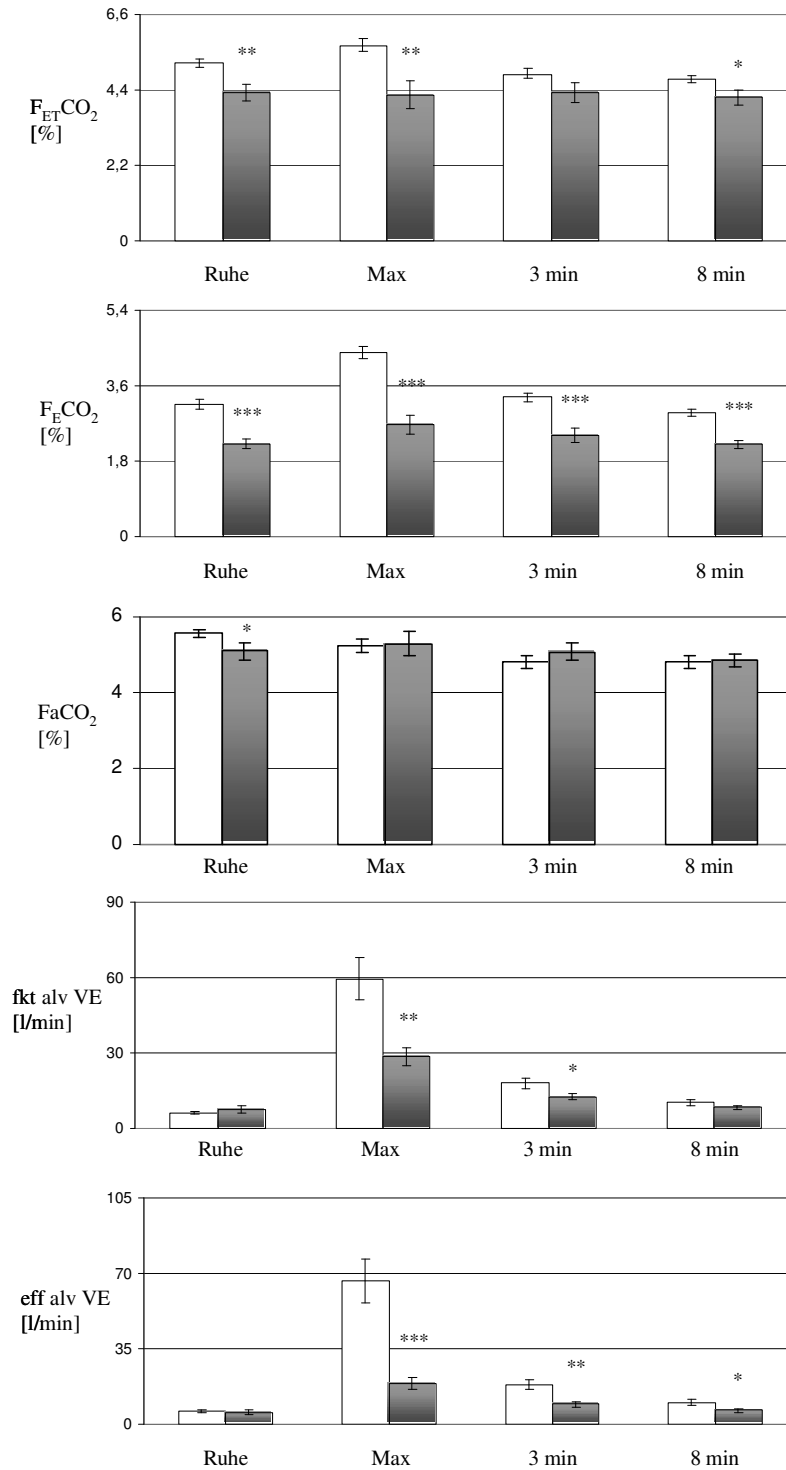 6,6
** ** *
4,4
F_ET CO₂
[%]
2,2
0
Ruhe Max 3 min 8 min
5,4
3,6
*** *** *** ***
F_E CO₂
[%]
1,8
0
Ruhe Max 3 min 8 min
6
*
4
FaCO₂
[%]
2
0
Ruhe Max 3 min 8 min
90
60
fkt alv VE
[l/min]
** *
30
0
Ruhe Max 3 min 8 min
105
70
eff alv VE
[l/min]
35
*** ** *
0
Ruhe Max 3 min 8 min